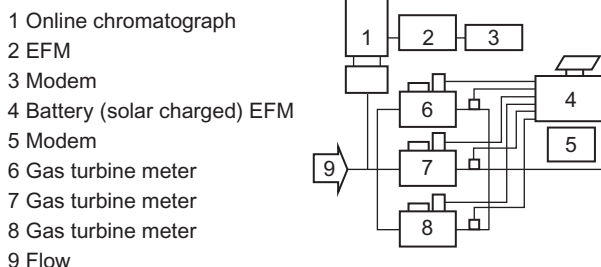 1 Online chromatograph
2 EFM
3 Modem
4 Battery (solar charged) EFM
5 Modem
6 Gas turbine meter
7 Gas turbine meter
8 Gas turbine meter
9 Flow
1
2
3
4
5
6
7
8
9